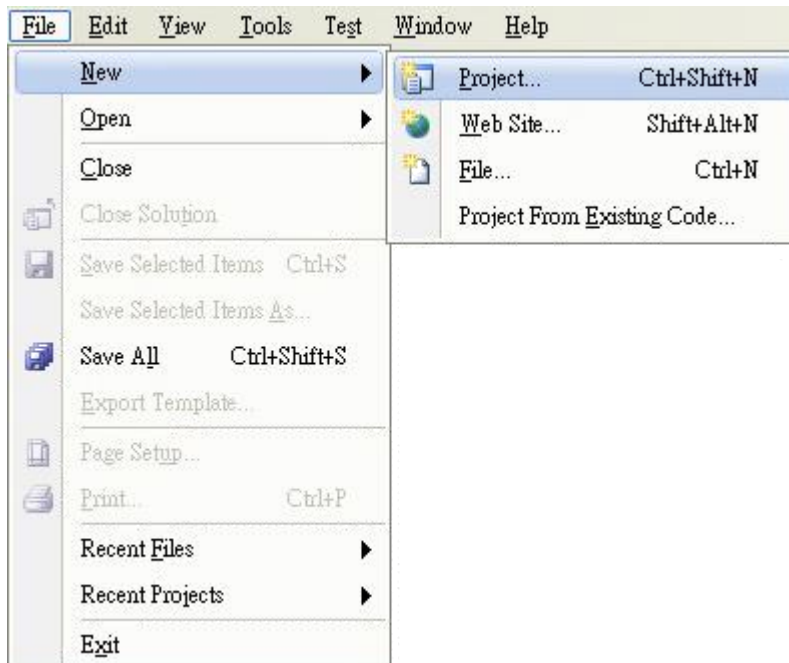 File Edit View Tools Test Window Help
New
Open
Close
Close Solution
Save Selected Items Ctrl+S
Save Selected Items As...
Save All Ctrl+Shift+S
Export Template...
Page Setup...
Print... Ctrl+P
Recent Files
Recent Projects
Exit
Project... Ctrl+Shift+N
Web Site... Shift+Alt+N
File... Ctrl+N
Project From Existing Code...